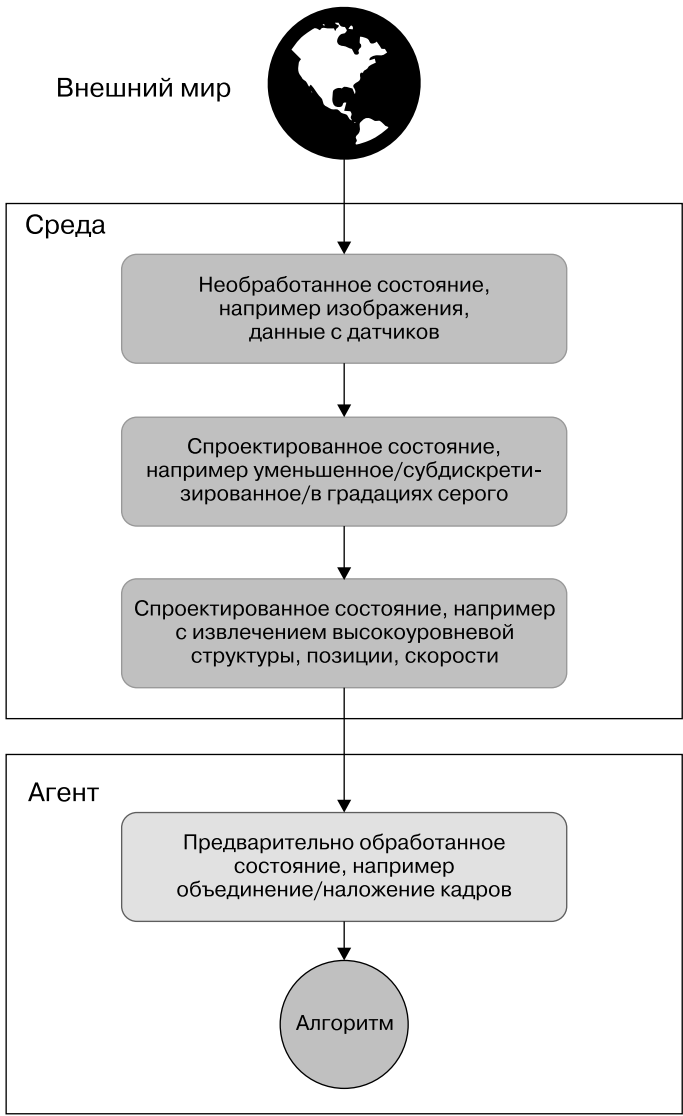 Внешний мир
Среда
Необработанное состояние,
например изображения,
данные с датчиков
Спроектированное состояние,
например уменьшенное/субдискрети-
зированное/в градациях серого
Спроектированное состояние, например
с извлечением высокоуровневой
структуры, позиции, скорости
Агент
Предварительно обработанное
состояние, например
объединение/наложение кадров
Алгоритм